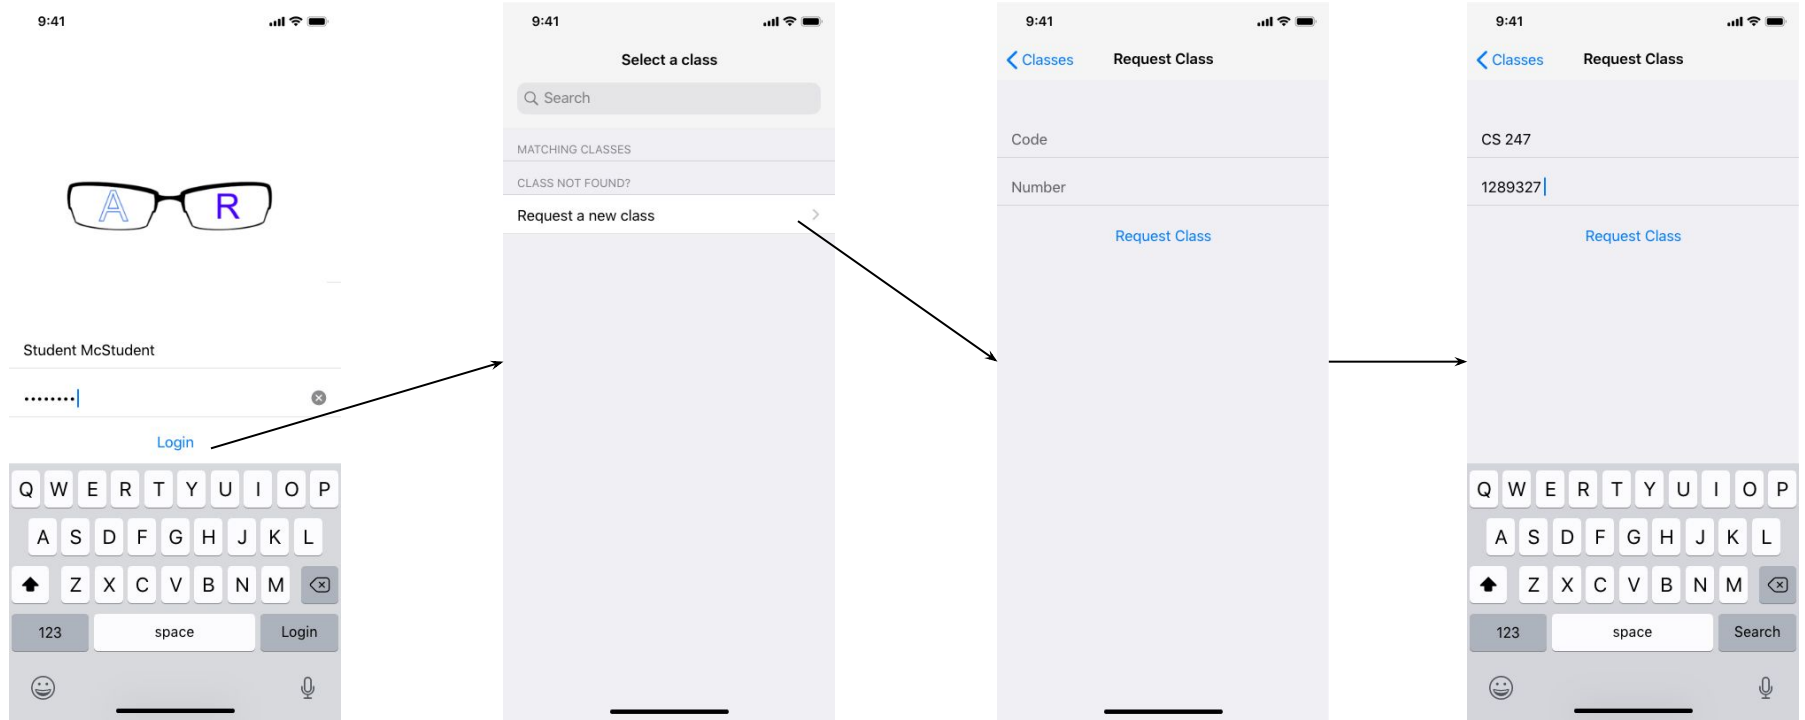 9:41
A R
Student McStudent
••••••••
Login
Q W E R T Y U I O P
A S D F G H J K L
Z X C V B N M
123 space Login
9:41
Select a class
Search
MATCHING CLASSES
CLASS NOT FOUND?
Request a new class
9:41
Classes Request Class
Code
Number
Request Class
9:41
Classes Request Class
CS 247
1289327
Request Class
Q W E R T Y U I O P
A S D F G H J K L
Z X C V B N M
123 space Search